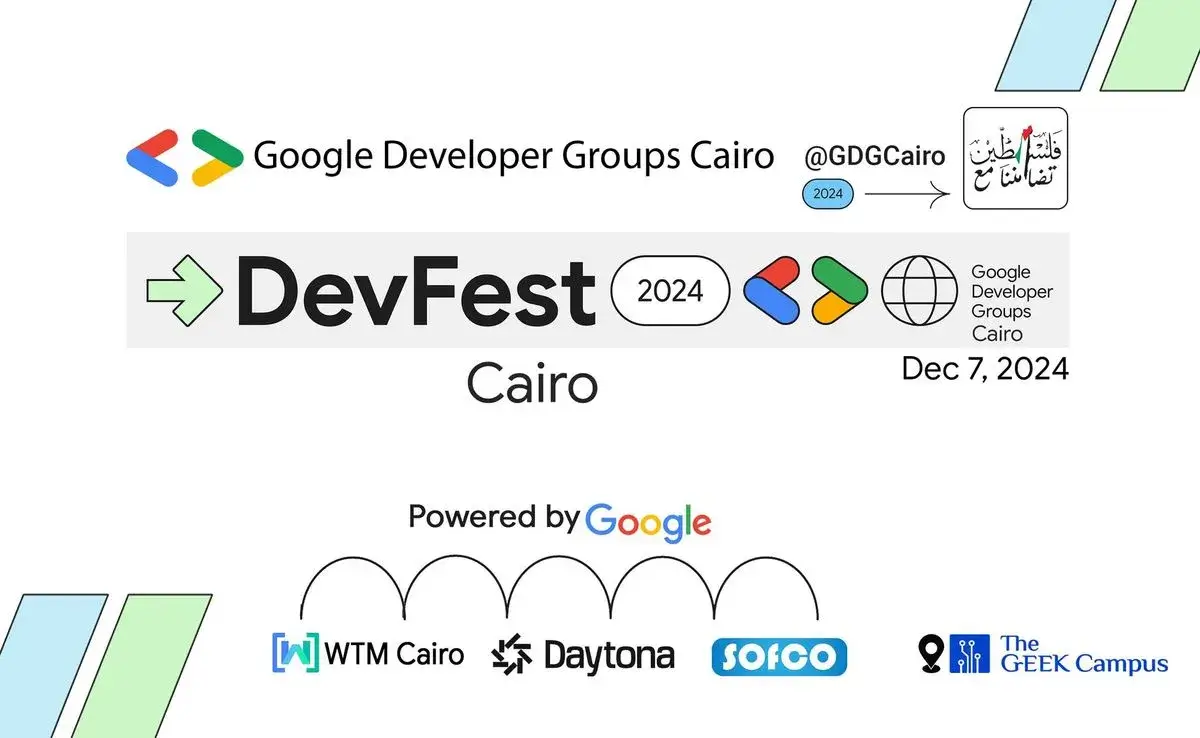 Google Developer Groups Cairo
@GDGCairo
2024
فلسطين
تضامننا مع
DevFest
2024
Google
Developer
Groups
Cairo
Cairo
Dec 7, 2024
Powered by Google
WTM Cairo
Daytona
SOFCO
The
GEEK Campus